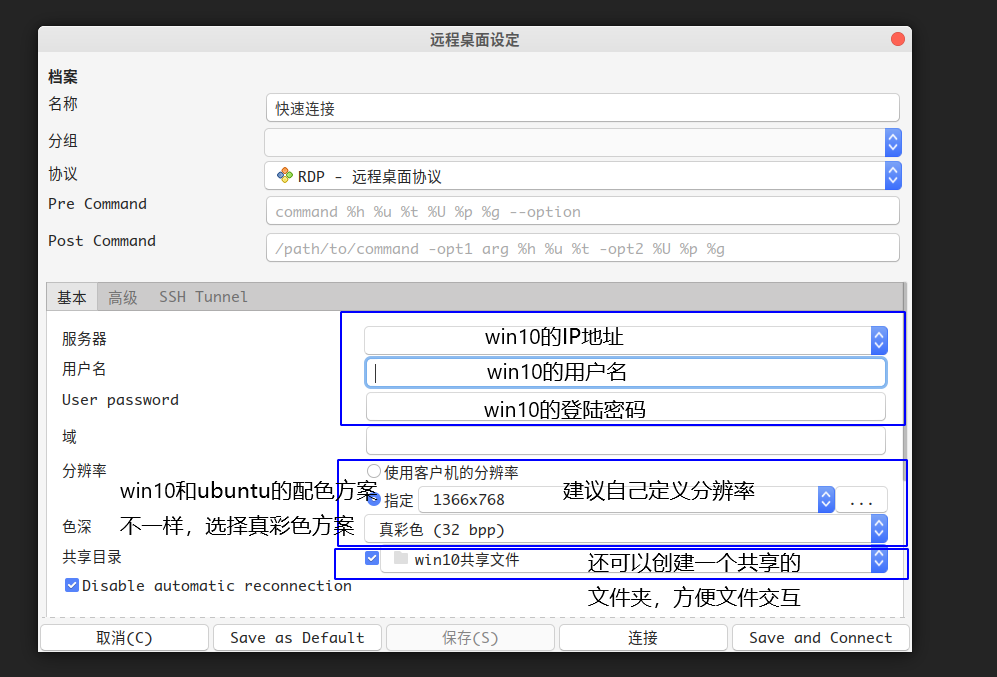 远程桌面设定
档案
名称 快速连接
分组
协议 RDP - 远程桌面协议
Pre Command command %h %u %t %U %p %g --option
Post Command /path/to/command -opt1 arg %h %u %t -opt2 %U %p %g
基本 高级 SSH Tunnel
服务器 win10的IP地址
用户名 win10的用户名
User password win10的登陆密码
域
分辨率 使用客户机的分辨率
win10和ubuntu的配色方案 指定 1366x768 ... 建议自己定义分辨率
不一样，选择真彩色方案
色深 真彩色 (32 bpp)
共享目录 win10共享文件 还可以创建一个共享的
文件夹，方便文件交互
Disable automatic reconnection
取消(C) Save as Default 保存(S) 连接 Save and Connect